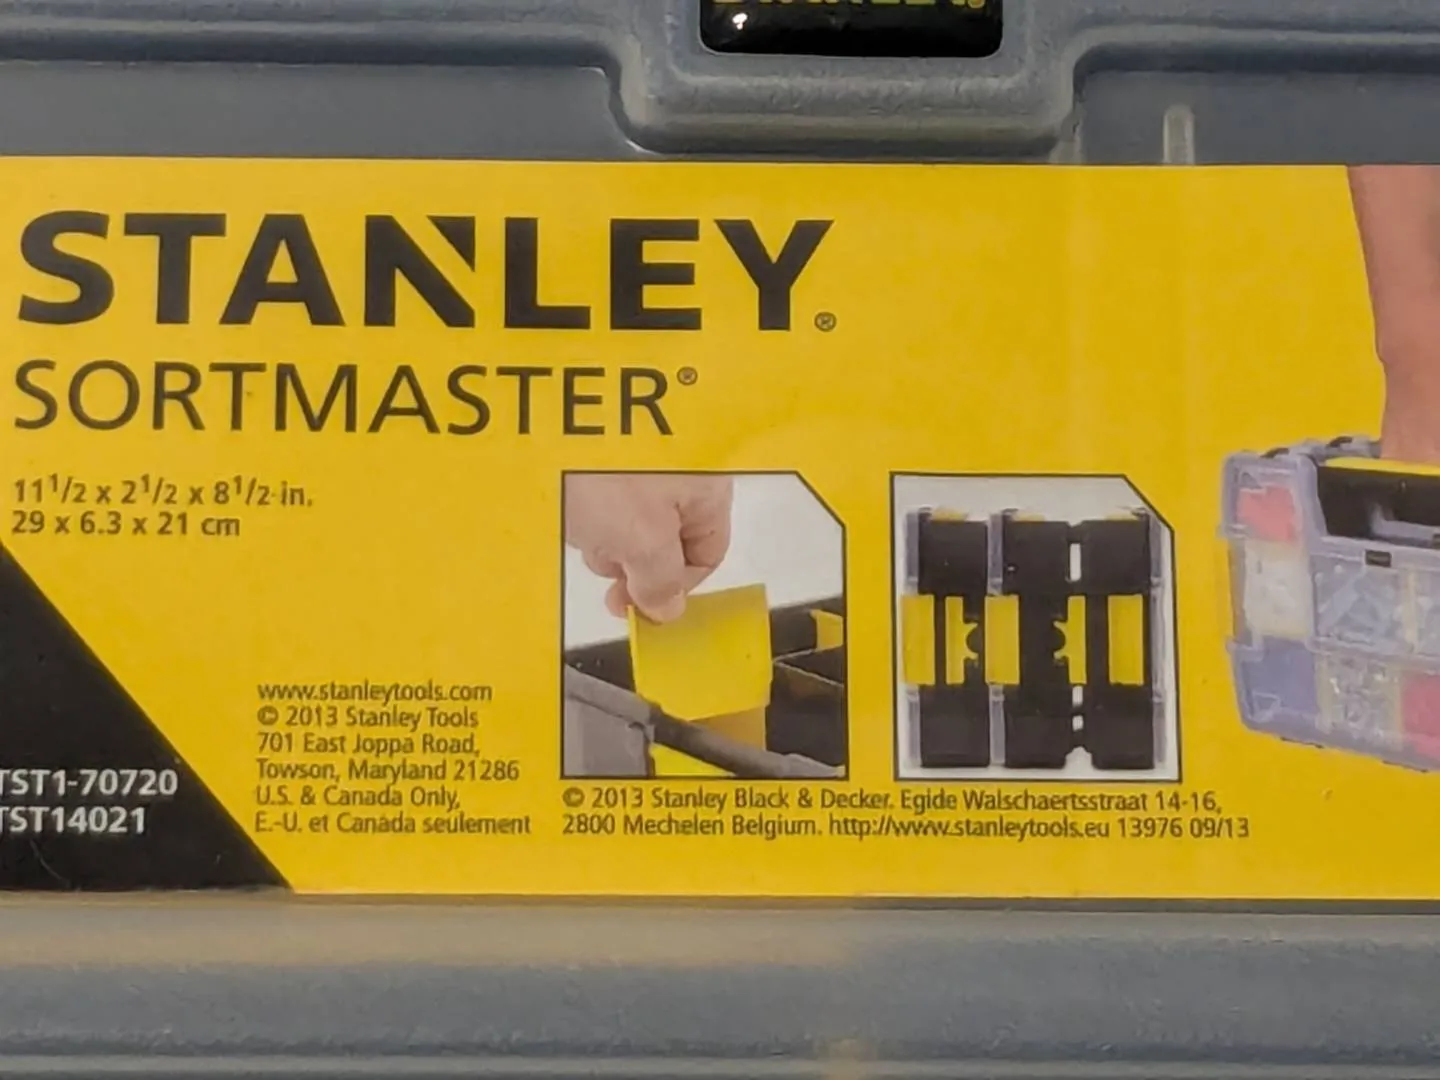 STANLEY®
SORTMASTER®
11 1/2 x 2 1/2 x 8 1/2 in.
29 x 6.3 x 21 cm
www.stanleytools.com
© 2013 Stanley Tools
701 East Joppa Road,
Towson, Maryland 21286
U.S. & Canada Only,
E.-U. et Canada seulement
TST1-70720
TST14021
© 2013 Stanley Black & Decker. Egide Walschaertsstraat 14-16,
2800 Mechelen Belgium. http://www.stanleytools.eu 13976 09/13